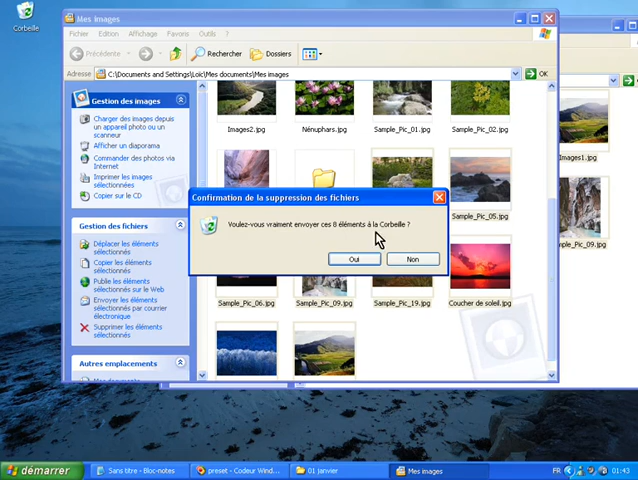 Corbeille
Mes images
Fichier Edition Affichage Favoris Outils ?
Précédente Rechercher Dossiers
Adresse C:\Documents and Settings\Loic\Mes documents\Mes images OK
Gestion des images
Charger des images depuis
un appareil photo ou un
scanneur
Afficher un diaporama
Commander des photos via
Internet
Imprimer les images
sélectionnées
Copier sur le CD
Gestion des fichiers
Déplacer les éléments
sélectionnés
Copier les éléments
sélectionnés
Publier les éléments
sélectionnés sur le Web
Envoyer les éléments
par courrier
électronique
Supprimer les éléments
sélectionnés
Autres emplacements
Images2.jpg Nénuphars.jpg Sample_Pic_01.jpg Sample_Pic_02.jpg
Sample_Pic_05.jpg
Confirmation de la suppression des fichiers
Voulez-vous vraiment envoyer ces 8 éléments à la Corbeille ?
Oui Non
Sample_Pic_06.jpg Sample_Pic_09.jpg Sample_Pic_19.jpg Coucher de soleil.jpg
OK
Images1.jpg
Sample_Pic_09.jpg
démarrer Sans titre - Bloc-notes preset - Codeur Wind... 01 janvier Mes images FR 01:43